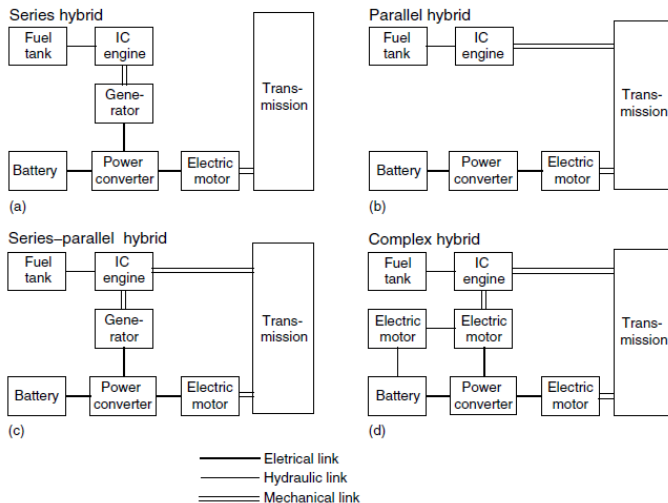 Series hybrid
Fuel
tank
IC
engine
Gene-
rator
Battery
Power
converter
Electric
motor
Trans-
mission
(a)
Parallel hybrid
Fuel
tank
IC
engine
Battery
Power
converter
Electric
motor
Trans-
mission
(b)
Series–parallel hybrid
Fuel
tank
IC
engine
Gene-
rator
Battery
Power
converter
Electric
motor
Trans-
mission
(c)
Complex hybrid
Fuel
tank
IC
engine
Electric
motor
Electric
motor
Battery
Power
converter
Electric
motor
Trans-
mission
(d)
Eletrical link
Hydraulic link
Mechanical link